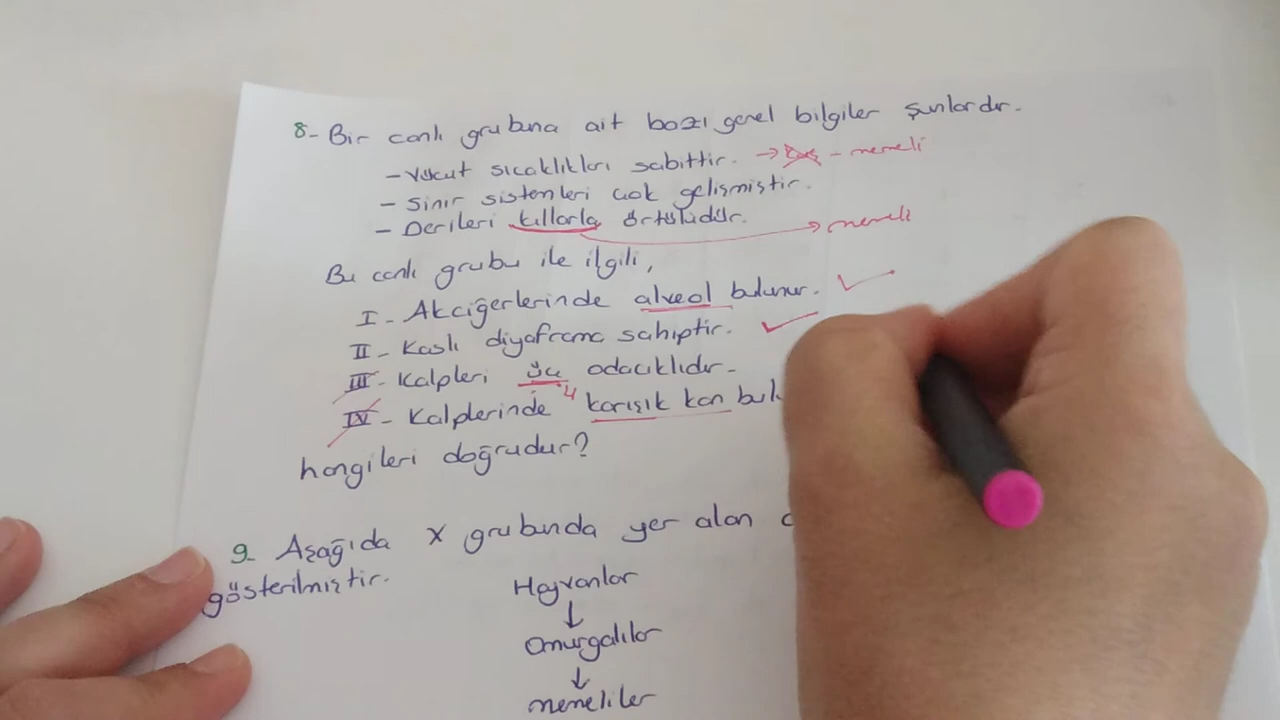 8- Bir canlı grubuna ait bazı genel bilgiler şunlardır.
- Vücut sıcaklıkları sabittir. → - memeli
- Sinir sistemleri çok gelişmiştir.
- Derileri kıllarla örtülüdür. → memeli
Bu canlı grubu ile ilgili,
I - Akciğerlerinde alveol bulunur. ✓
II - Kaslı diyaframa sahiptir. ✓
III - Kalpleri üç odacıklıdır - 4
IV - Kalplerinde karışık kan bul
hangileri doğrudur?
9- Aşağıda X grubunda yer alan
gösterilmiştir.
Hayvanlar
↓
Omurgalılar
↓
Memeliler